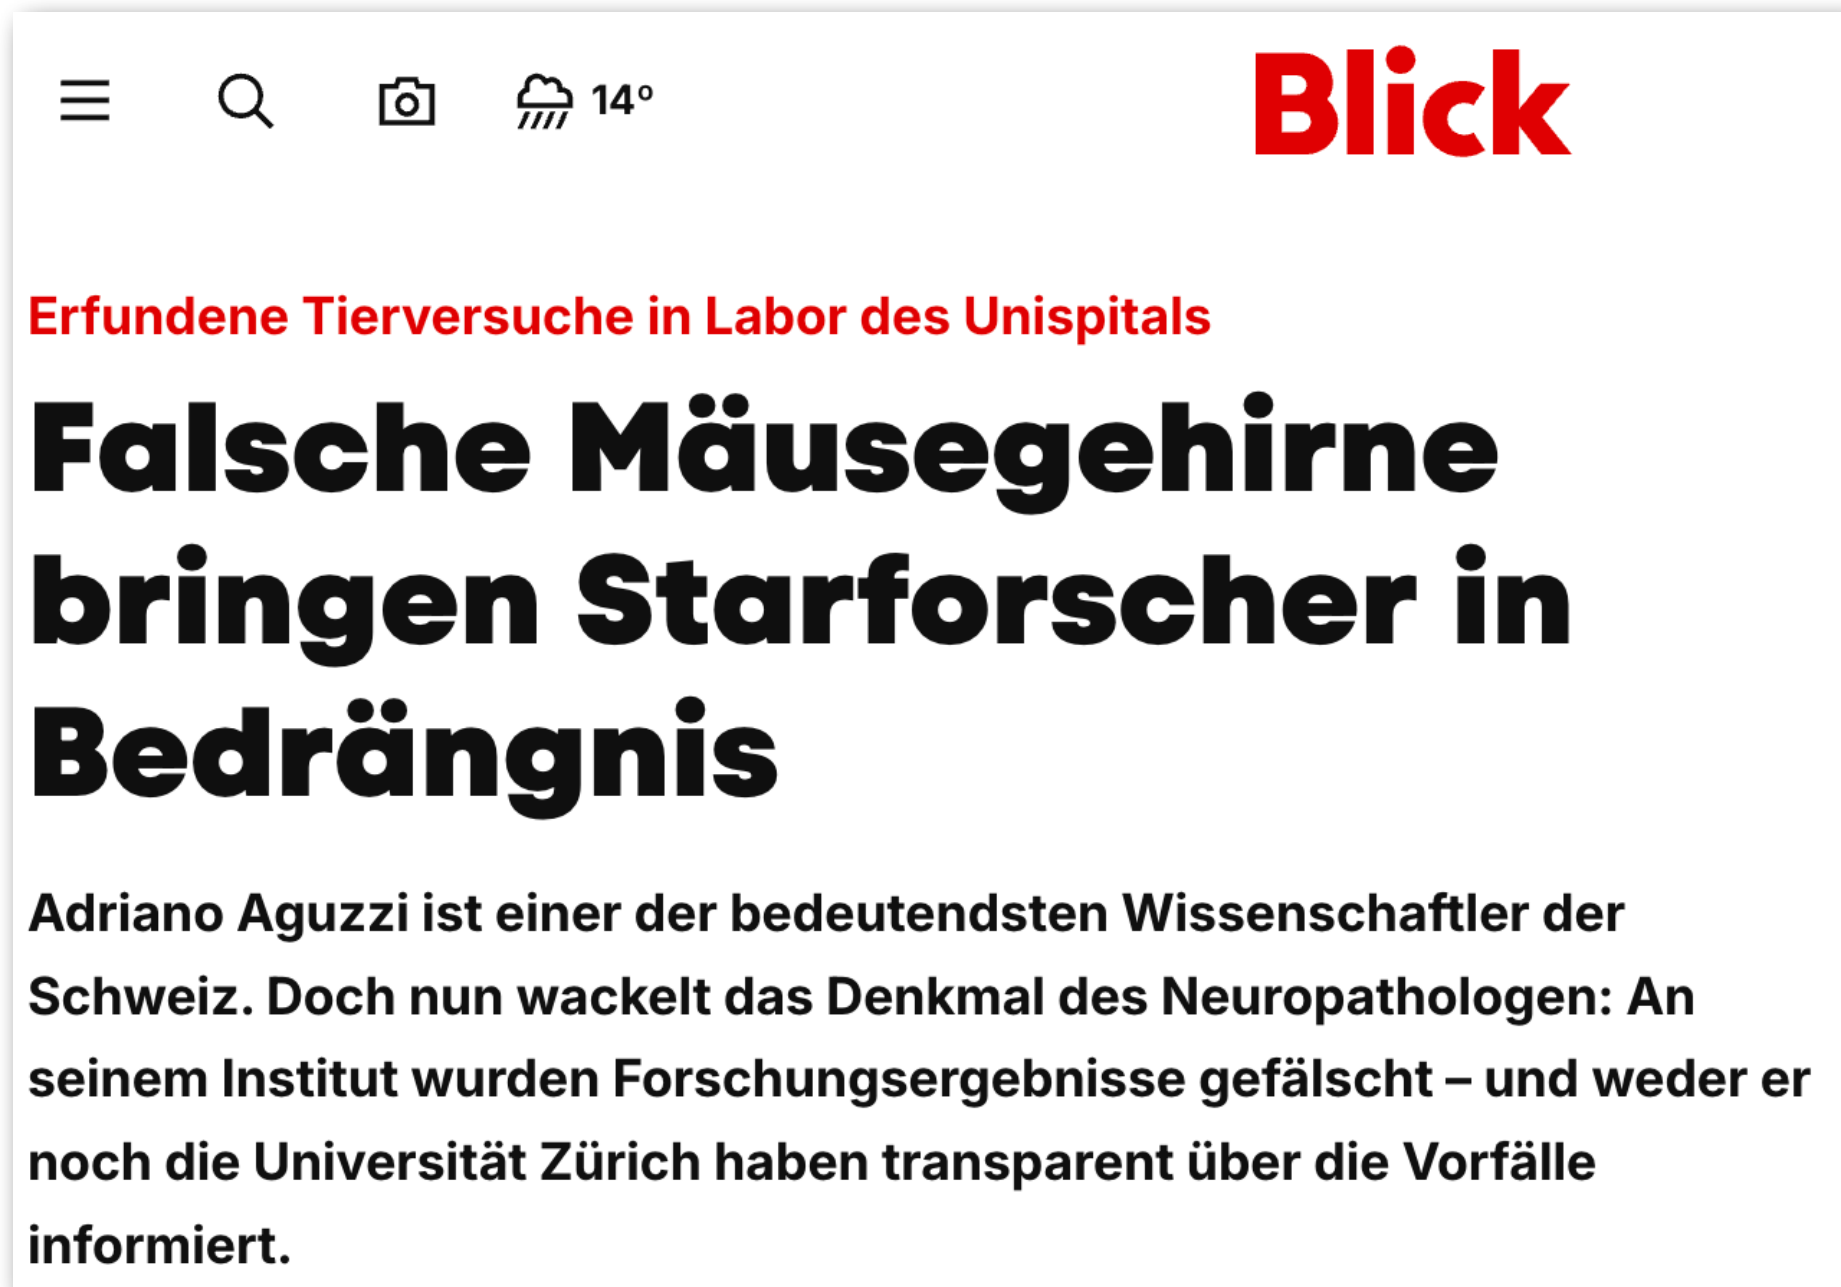 14°
Blick
Erfundene Tierversuche in Labor des Unispitals
Falsche Mäusegehirne
bringen Starforscher in
Bedrängnis
Adriano Aguzzi ist einer der bedeutendsten Wissenschaftler der
Schweiz. Doch nun wackelt das Denkmal des Neuropathologen: An
seinem Institut wurden Forschungsergebnisse gefälscht – und weder er
noch die Universität Zürich haben transparent über die Vorfälle
informiert.